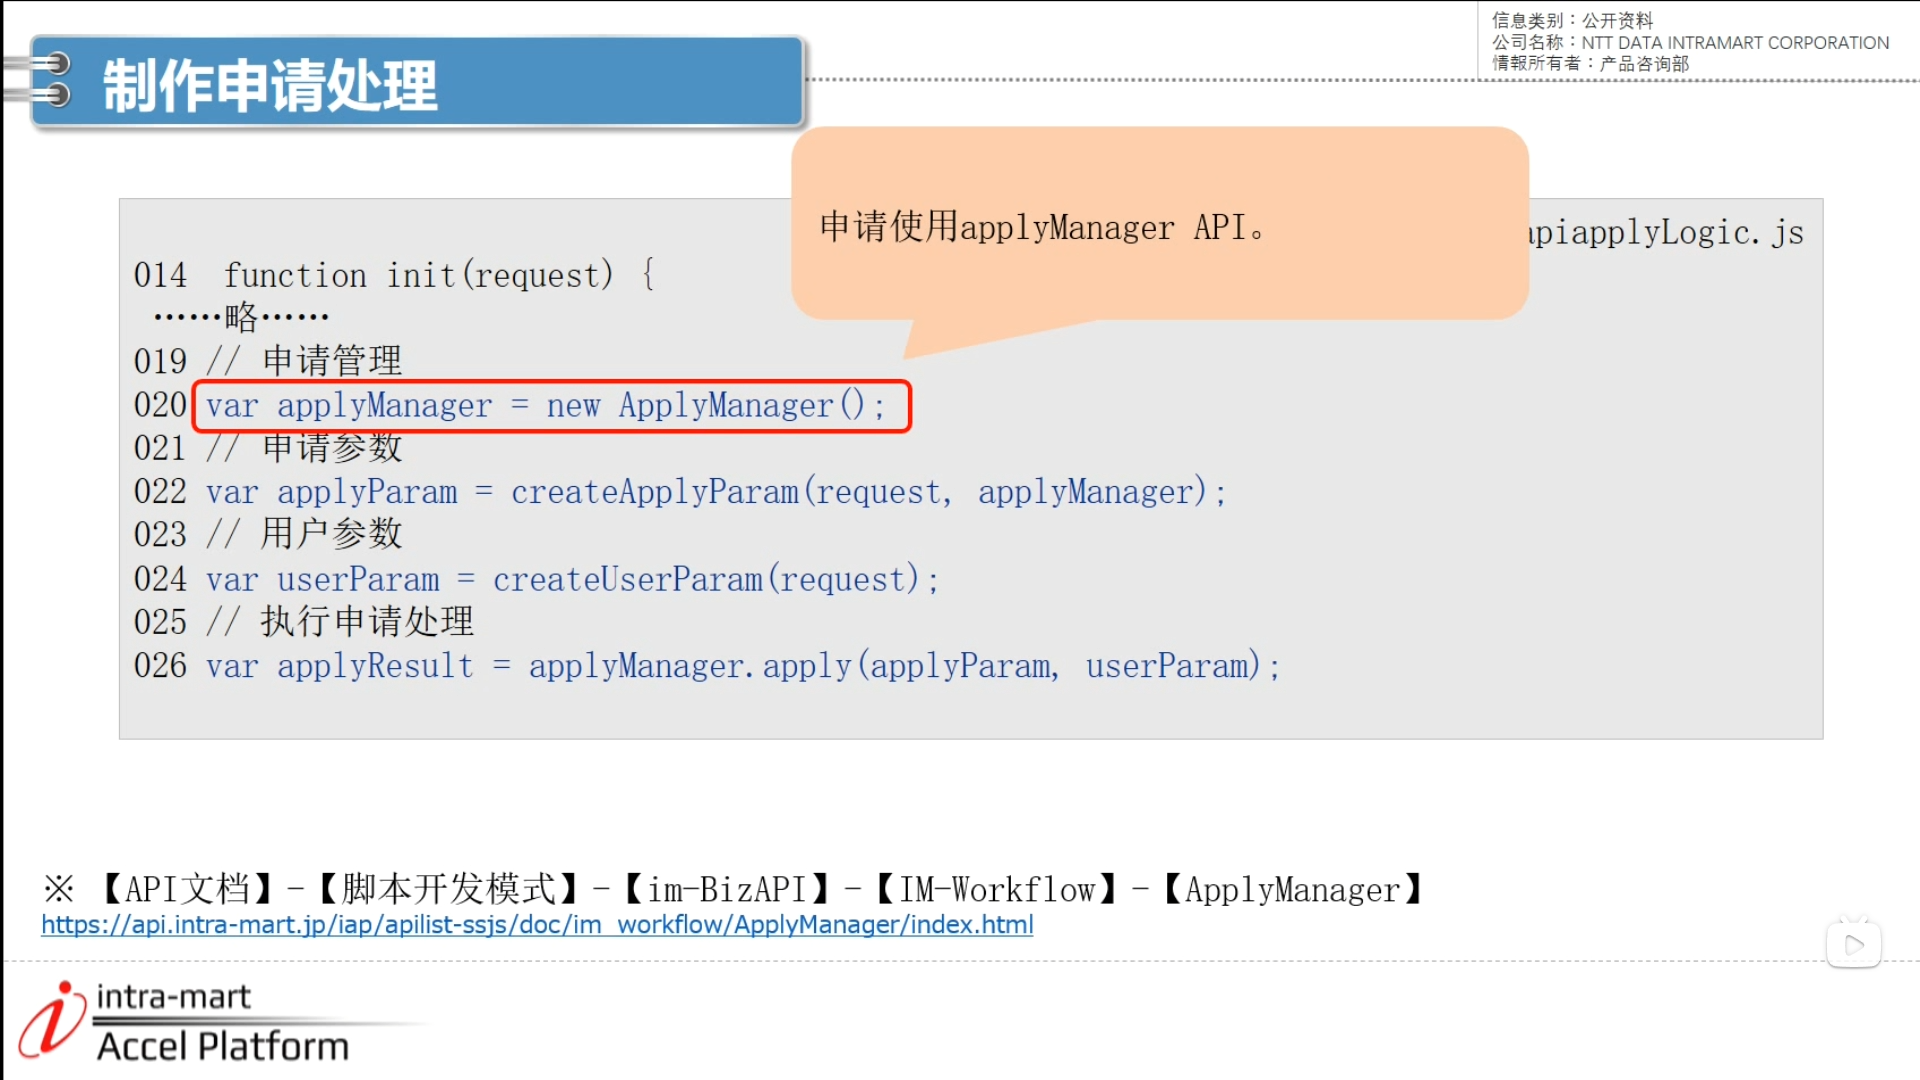 信息类别：公开资料
公司名称：NTT DATA INTRAMART CORPORATION
情報所有者：产品咨询部
制作申请处理
申请使用applyManager API。
apiapplyLogic.js
014 function init(request) {
……略……
019 // 申请管理
020 var applyManager = new ApplyManager();
021 // 申请参数
022 var applyParam = createApplyParam(request, applyManager);
023 // 用户参数
024 var userParam = createUserParam(request);
025 // 执行申请处理
026 var applyResult = applyManager.apply(applyParam, userParam);
※ 【API文档】-【脚本开发模式】-【im-BizAPI】-【IM-Workflow】-【ApplyManager】
https://api.intra-mart.jp/iap/apilist-ssjs/doc/im_workflow/ApplyManager/index.html
intra-mart
Accel Platform